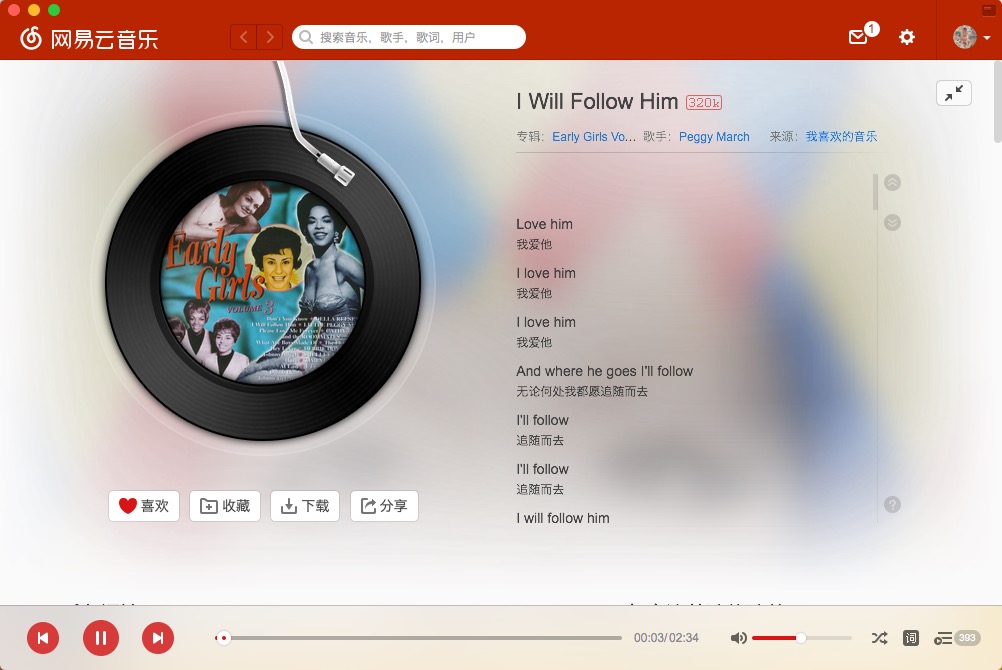 网易云音乐
搜索音乐，歌手，歌词，用户
1
I Will Follow Him 320k
专辑： Early Girls Vo... 歌手： Peggy March 来源： 我喜欢的音乐
Early
Girls
VOLUME 3
Love him
我爱他
I love him
我爱他
I love him
我爱他
And where he goes I'll follow
无论何处我都愿追随而去
I'll follow
追随而去
I'll follow
追随而去
I will follow him
?
喜欢 收藏 下载 分享
00:03/02:34 词 393